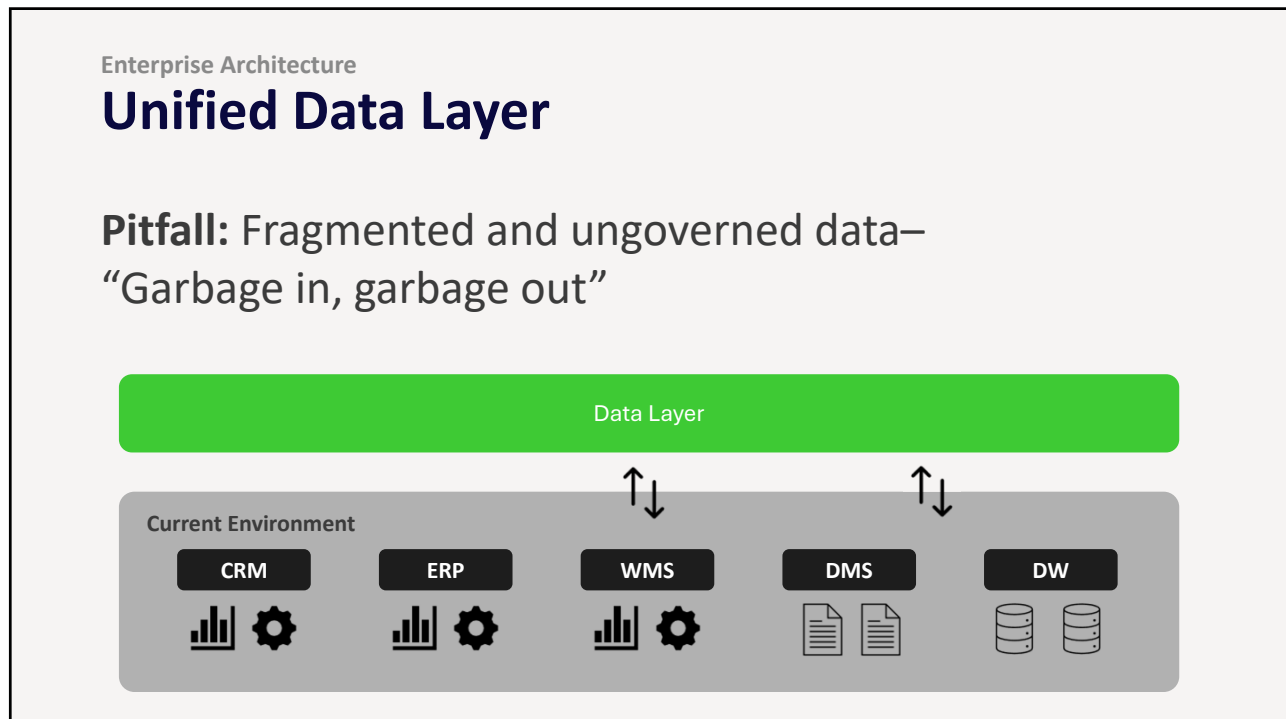 Enterprise Architecture
Unified Data Layer
Pitfall: Fragmented and ungoverned data–
“Garbage in, garbage out”
Data Layer
Current Environment
CRM
ERP
WMS
DMS
DW